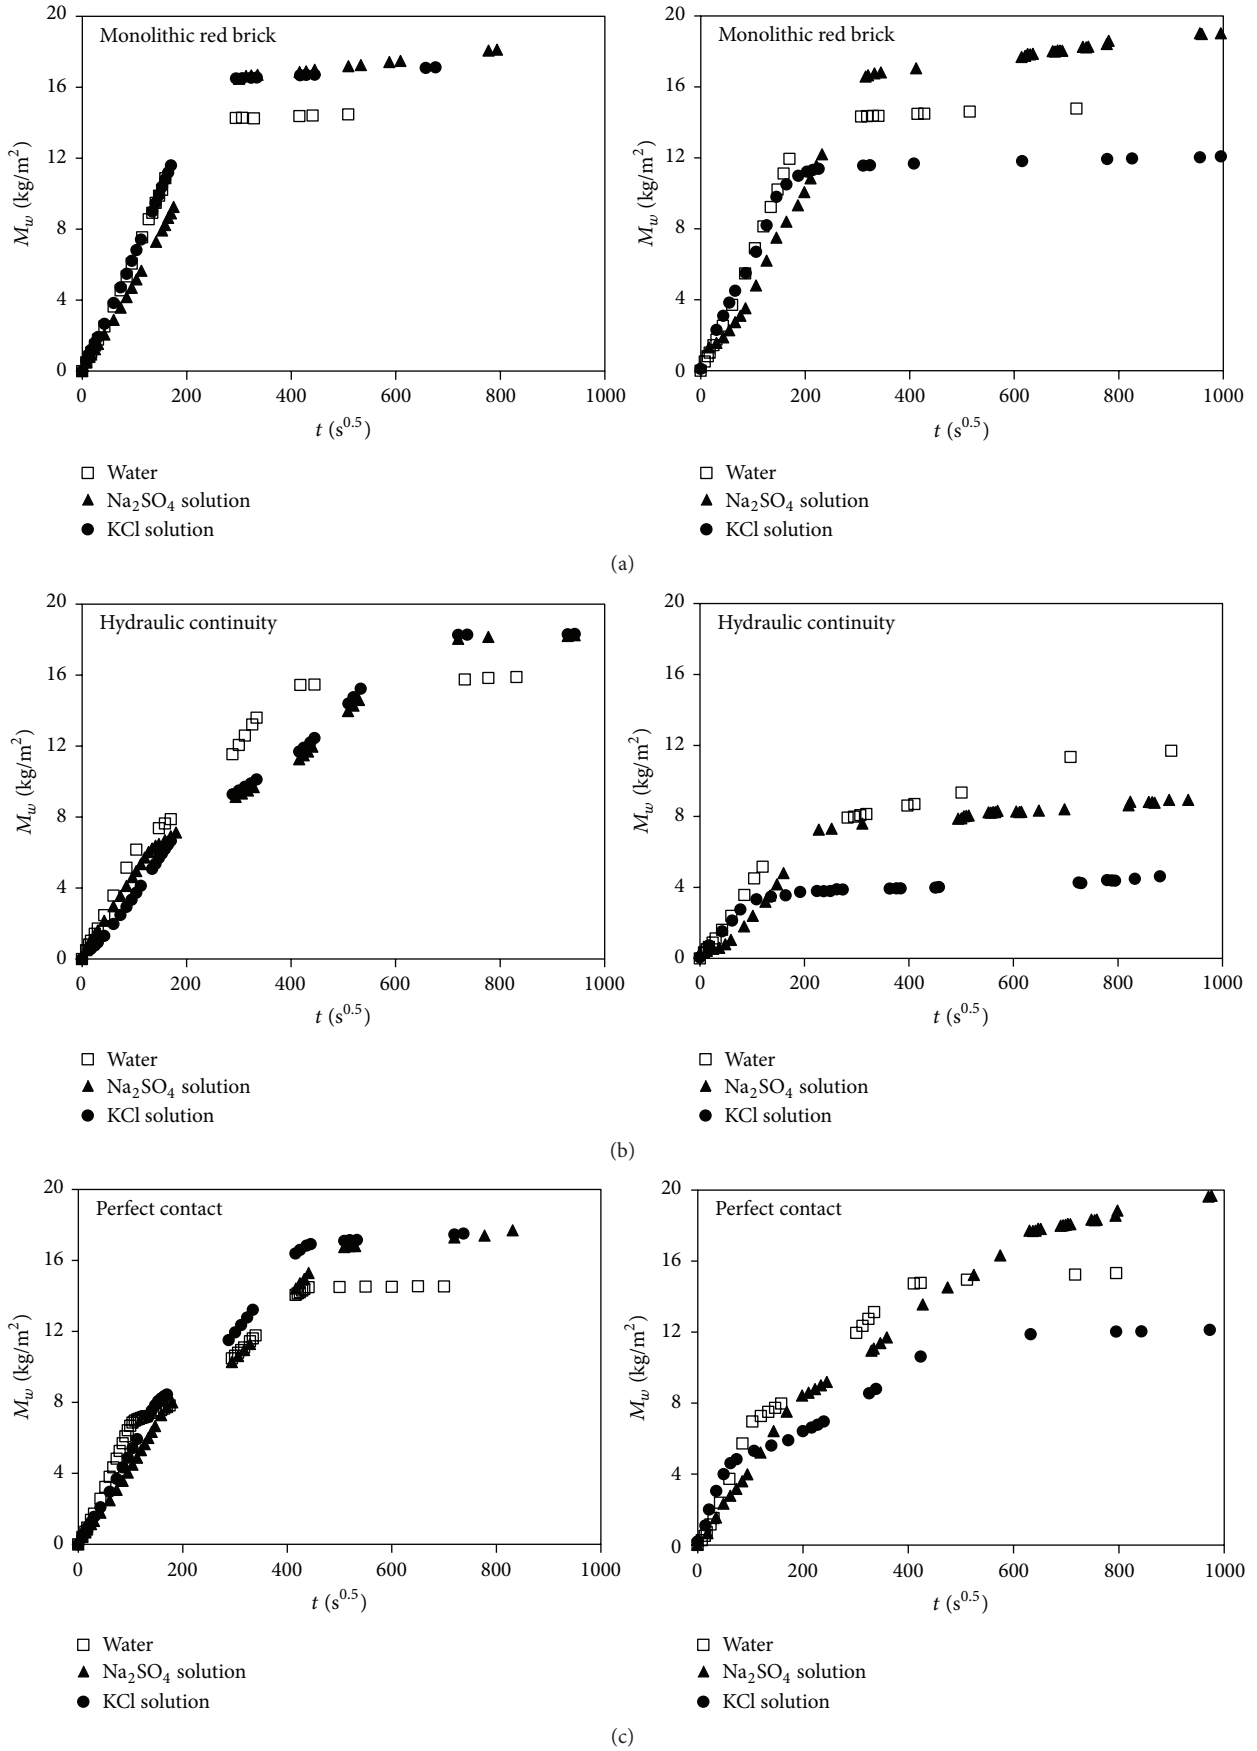 Monolithic red brick
20
16
12
8
4
0
M_w (kg/m²)
0 200 400 600 800 1000
t (s^0.5)
Water
Na₂SO₄ solution
KCl solution
Monolithic red brick
20
16
12
8
4
0
M_w (kg/m²)
0 200 400 600 800 1000
t (s^0.5)
Water
Na₂SO₄ solution
KCl solution
(a)
Hydraulic continuity
20
16
12
8
4
0
M_w (kg/m²)
0 200 400 600 800 1000
t (s^0.5)
Water
Na₂SO₄ solution
KCl solution
Hydraulic continuity
20
16
12
8
4
0
M_w (kg/m²)
0 200 400 600 800 1000
t (s^0.5)
Water
Na₂SO₄ solution
KCl solution
(b)
Perfect contact
20
16
12
8
4
0
M_w (kg/m²)
0 200 400 600 800 1000
t (s^0.5)
Water
Na₂SO₄ solution
KCl solution
Perfect contact
20
16
12
8
4
0
M_w (kg/m²)
0 200 400 600 800 1000
t (s^0.5)
Water
Na₂SO₄ solution
KCl solution
(c)